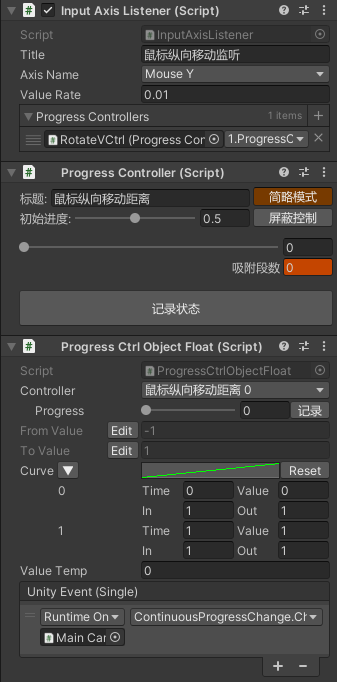 Input Axis Listener (Script)
Script InputAxisListener
Title 鼠标纵向移动监听
Axis Name Mouse Y
Value Rate 0.01
Progress Controllers 1 items
RotateVCtrl (Progress Con 1.ProgressC
Progress Controller (Script)
标题: 鼠标纵向移动距离 简略模式
初始进度: 0.5 屏蔽控制
0
吸附段数 0
记录状态
Progress Ctrl Object Float (Script)
Script ProgressCtrlObjectFloat
Controller 鼠标纵向移动距离 0
Progress 0 记录
From Value Edit -1
To Value Edit 1
Curve Reset
0 Time 0 Value 0
In 1 Out 1
1 Time 1 Value 1
In 1 Out 1
Value Temp 0
Unity Event (Single)
Runtime On ContinuousProgressChange.Ch
Main Car